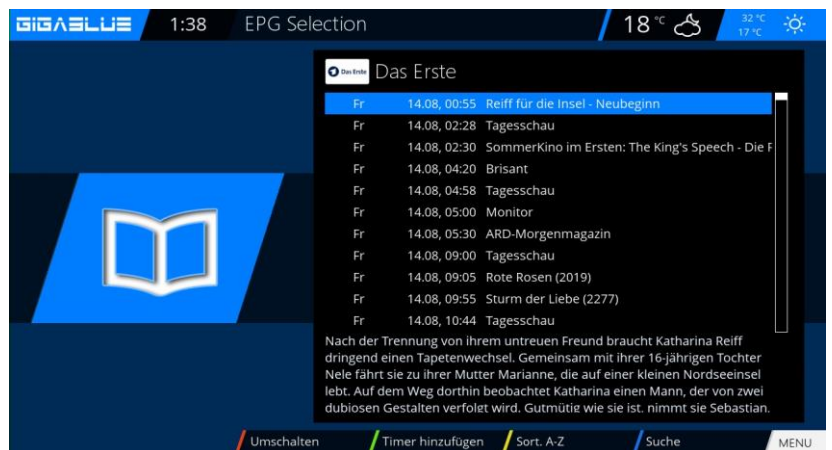 GIGABLUE 1:38 EPG Selection 18 °C 32 °C
17 °C
Das Erste Das Erste
Fr 14.08, 00:55 Reiff für die Insel - Neubeginn
Fr 14.08, 02:28 Tagesschau
Fr 14.08, 02:30 SommerKino im Ersten: The King's Speech - Die
Fr 14.08, 04:20 Brisant
Fr 14.08, 04:58 Tagesschau
Fr 14.08, 05:00 Monitor
Fr 14.08, 05:30 ARD-Morgenmagazin
Fr 14.08, 09:00 Tagesschau
Fr 14.08, 09:05 Rote Rosen (2019)
Fr 14.08, 09:55 Sturm der Liebe (2277)
Fr 14.08, 10:44 Tagesschau
Nach der Trennung von ihrem untreuen Freund braucht Katharina Reiff
dringend einen Tapetenwechsel. Gemeinsam mit ihrer 16-jährigen Tochter
Nele fährt sie zu ihrer Mutter Marianne, die auf einer kleinen Nordseeinsel
lebt. Auf dem Weg dorthin beobachtet Katharina einen Mann, der von zwei
dubiosen Gestalten verfolgt wird. Gutmütig wie sie ist, nimmt sie Sebastian,
Umschalten Timer hinzufügen Sort. A-Z Suche MENU